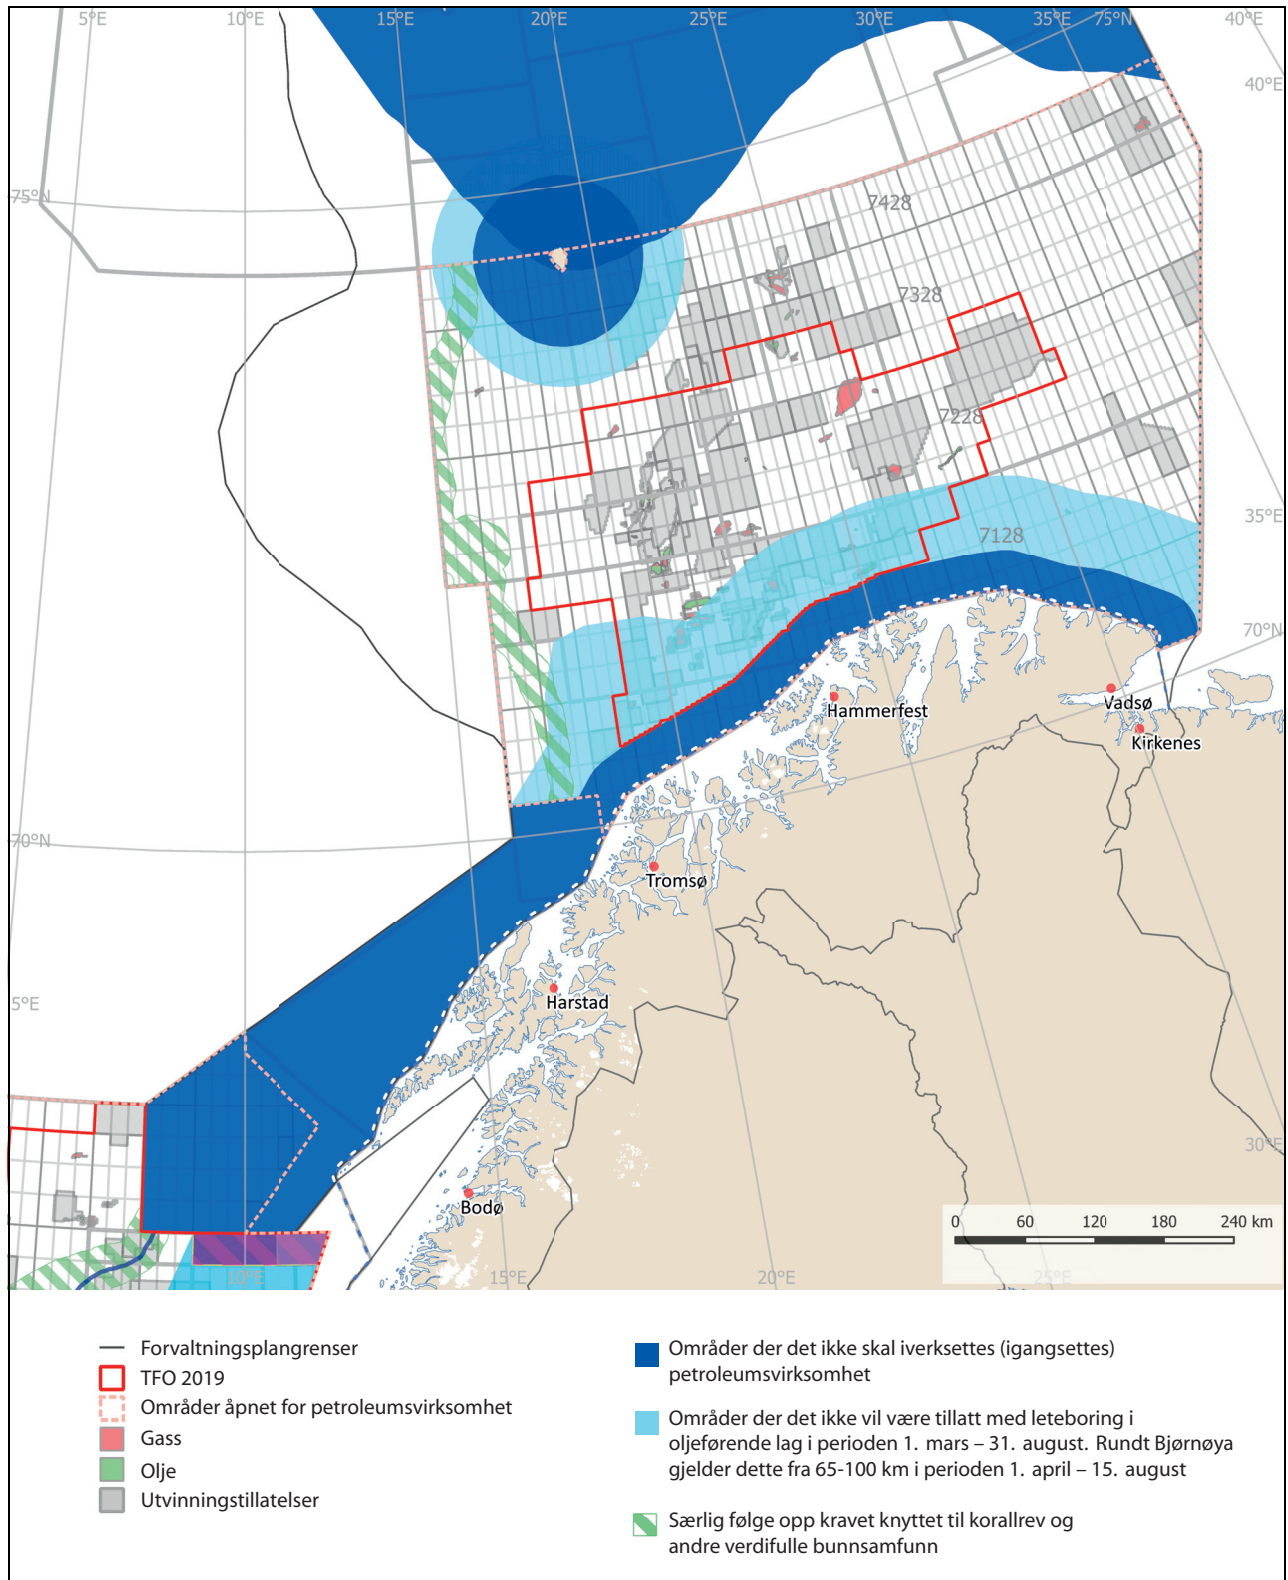 5°E
10°E
15°E
20°E
25°E
30°E
35°E
75°N
40°E
40°E
75°N
7428
7328
7228
7128
35°E
70°N
Hammerfest
Vadsø
Kirkenes
70°N
Tromsø
5°E
Harstad
30°E
Bodø
0 60 120 180 240 km
10°E
15°E
20°E
25°E
Forvaltningsplangrenser
TFO 2019
Områder åpnet for petroleumsvirksomhet
Gass
Olje
Utvinningstillatelser
Områder der det ikke skal iverksettes (igangsettes)
petroleumsvirksomhet
Områder der det ikke vil være tillatt med leteboring i
oljeførende lag i perioden 1. mars – 31. august. Rundt Bjørnøya
gjelder dette fra 65-100 km i perioden 1. april – 15. august
Særlig følge opp kravet knyttet til korallrev og
andre verdifulle bunnsamfunn